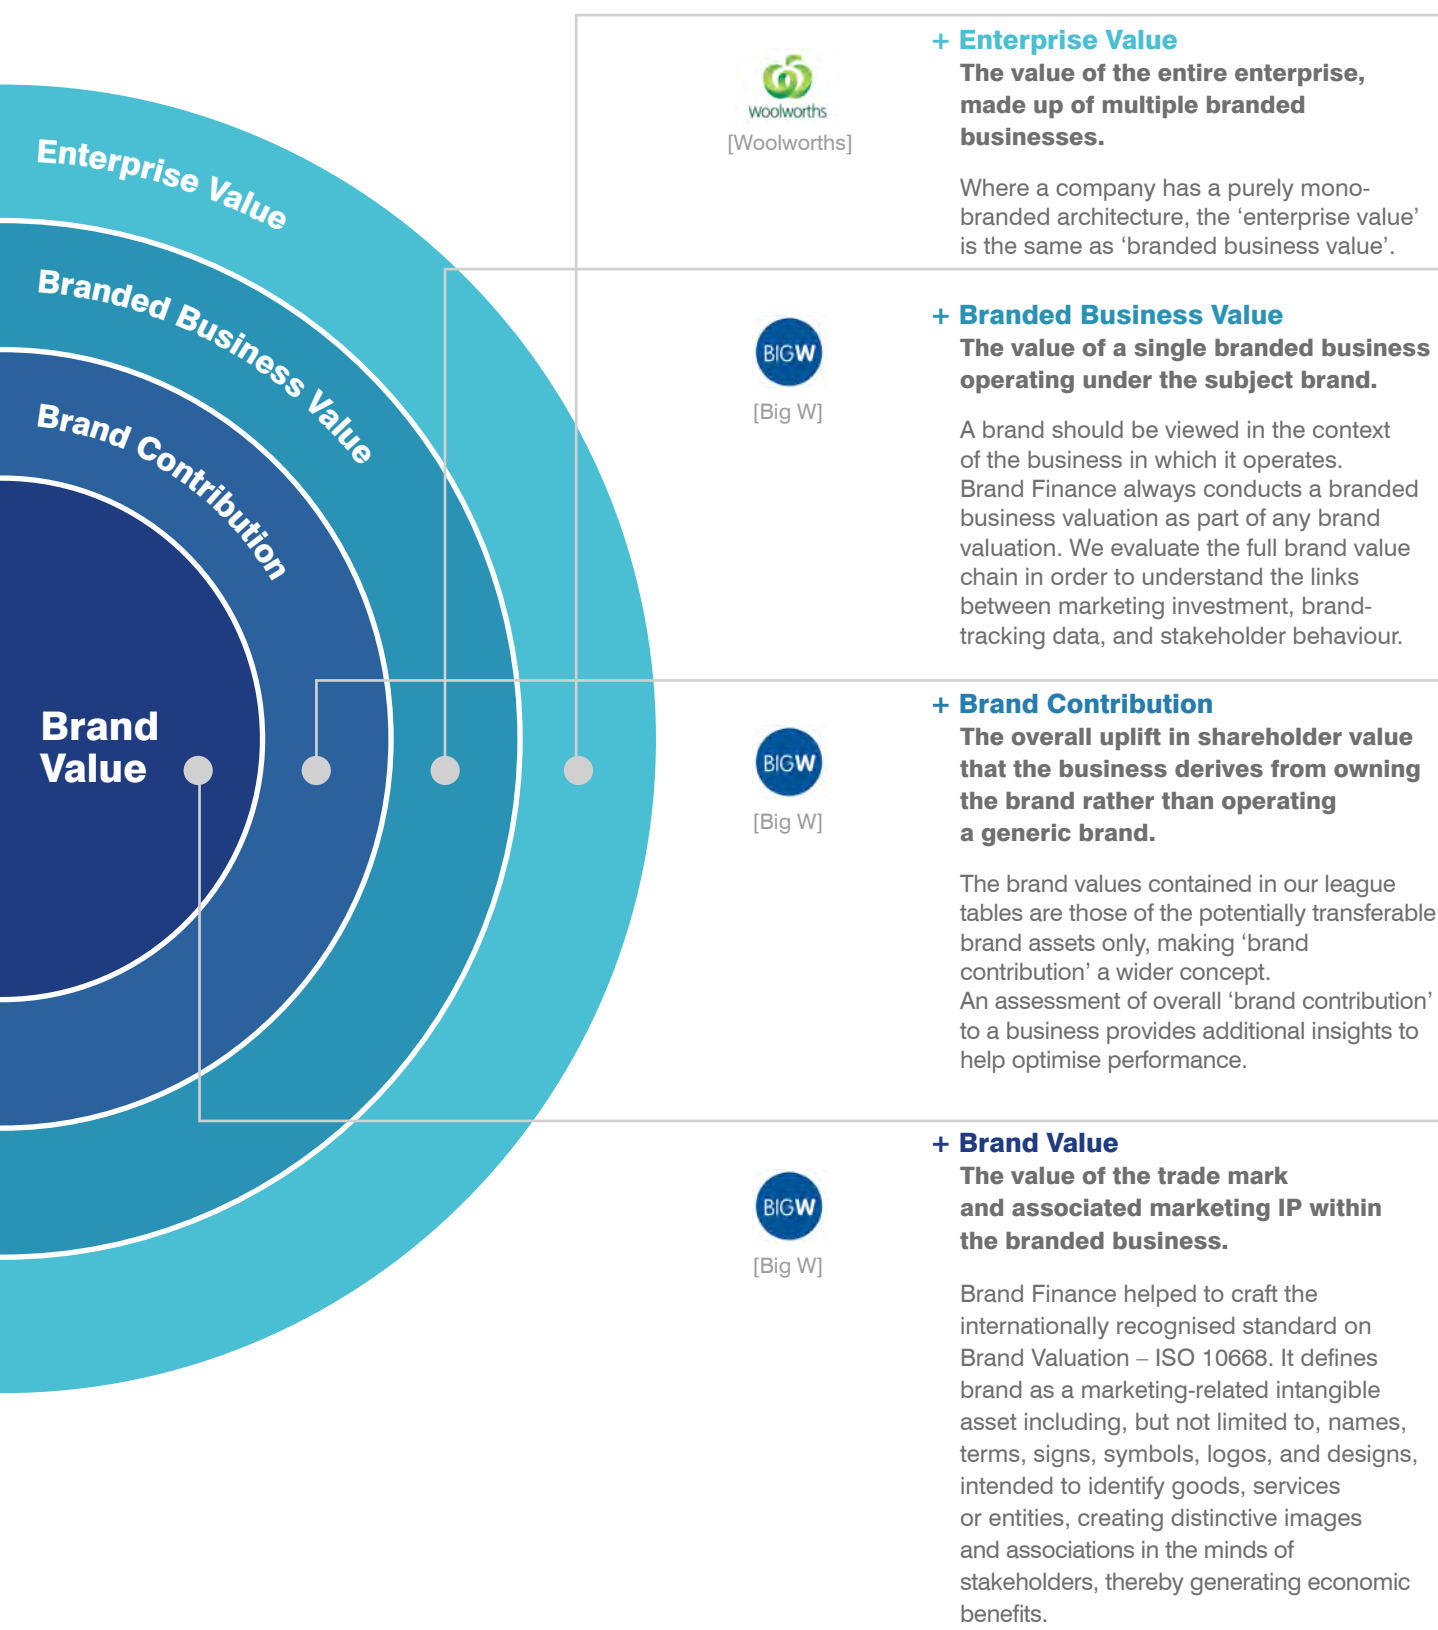 Enterprise Value
Branded Business Value
Brand Contribution
Brand
Value
woolworths
[Woolworths]
+ Enterprise Value
The value of the entire enterprise,
made up of multiple branded
businesses.
Where a company has a purely mono-
branded architecture, the ‘enterprise value’
is the same as ‘branded business value’.
BIGW
[Big W]
+ Branded Business Value
The value of a single branded business
operating under the subject brand.
A brand should be viewed in the context
of the business in which it operates.
Brand Finance always conducts a branded
business valuation as part of any brand
valuation. We evaluate the full brand value
chain in order to understand the links
between marketing investment, brand-
tracking data, and stakeholder behaviour.
BIGW
[Big W]
+ Brand Contribution
The overall uplift in shareholder value
that the business derives from owning
the brand rather than operating
a generic brand.
The brand values contained in our league
tables are those of the potentially transferable
brand assets only, making ‘brand
contribution’ a wider concept.
An assessment of overall ‘brand contribution’
to a business provides additional insights to
help optimise performance.
BIGW
[Big W]
+ Brand Value
The value of the trade mark
and associated marketing IP within
the branded business.
Brand Finance helped to craft the
internationally recognised standard on
Brand Valuation – ISO 10668. It defines
brand as a marketing-related intangible
asset including, but not limited to, names,
terms, signs, symbols, logos, and designs,
intended to identify goods, services
or entities, creating distinctive images
and associations in the minds of
stakeholders, thereby generating economic
benefits.